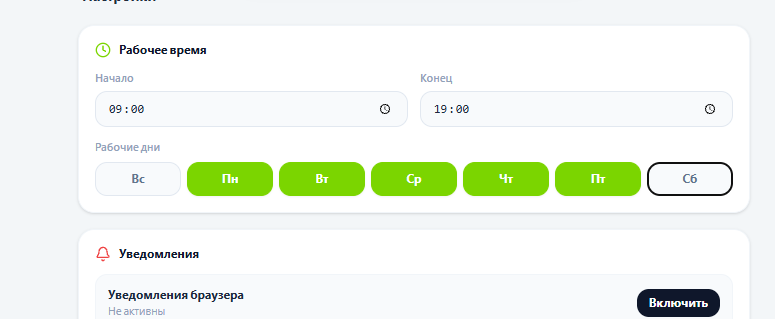 Настройки
Рабочее время
Начало
Конец
09:00
19:00
Рабочие дни
Вс
Пн
Вт
Ср
Чт
Пт
Сб
Уведомления
Уведомления браузера
Не активны
Включить